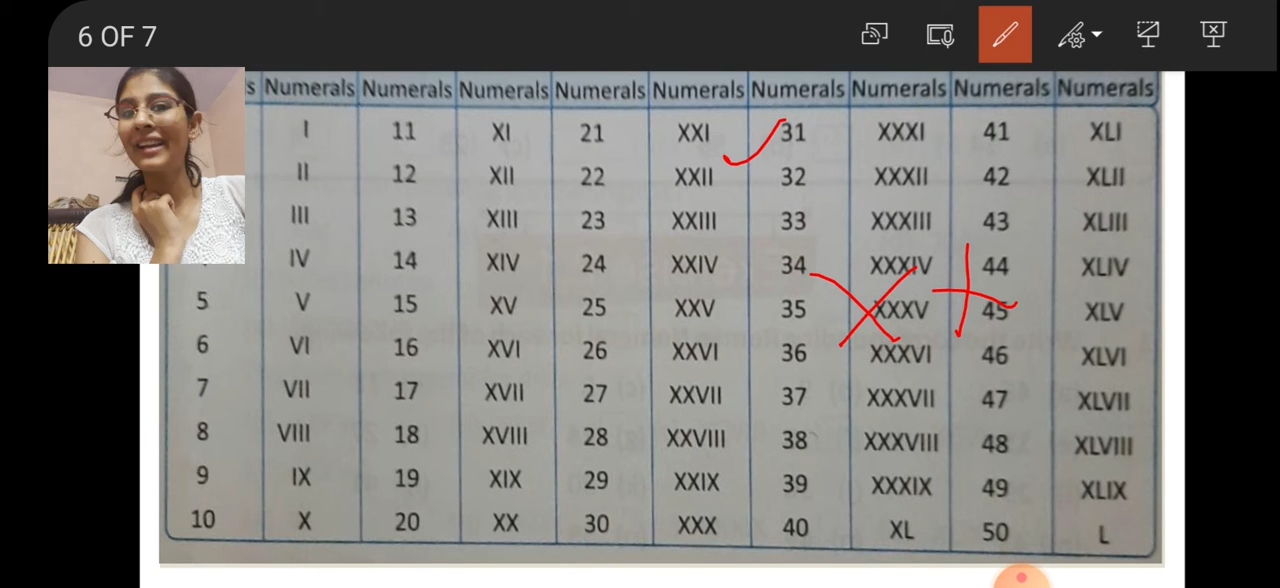 6 OF 7
s Numerals Numerals Numerals Numerals Numerals Numerals Numerals Numerals Numerals
I 11 XI 21 XXI 31 XXXI 41 XLI
II 12 XII 22 XXII 32 XXXII 42 XLII
III 13 XIII 23 XXIII 33 XXXIII 43 XLIII
IV 14 XIV 24 XXIV 34 XXXIV 44 XLIV
5 V 15 XV 25 XXV 35 XXXV 45 XLV
6 VI 16 XVI 26 XXVI 36 XXXVI 46 XLVI
7 VII 17 XVII 27 XXVII 37 XXXVII 47 XLVII
8 VIII 18 XVIII 28 XXVIII 38 XXXVIII 48 XLVIII
9 IX 19 XIX 29 XXIX 39 XXXIX 49 XLIX
10 X 20 XX 30 XXX 40 XL 50 L